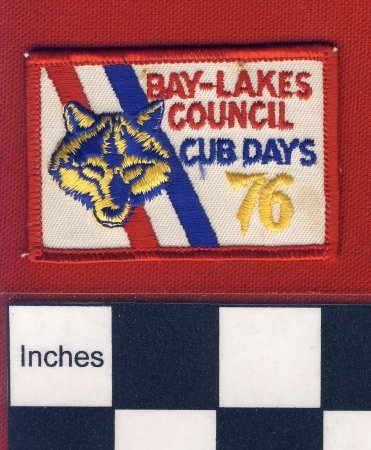 BAY-LAKES
COUNCIL
CUB DAYS
76
Inches